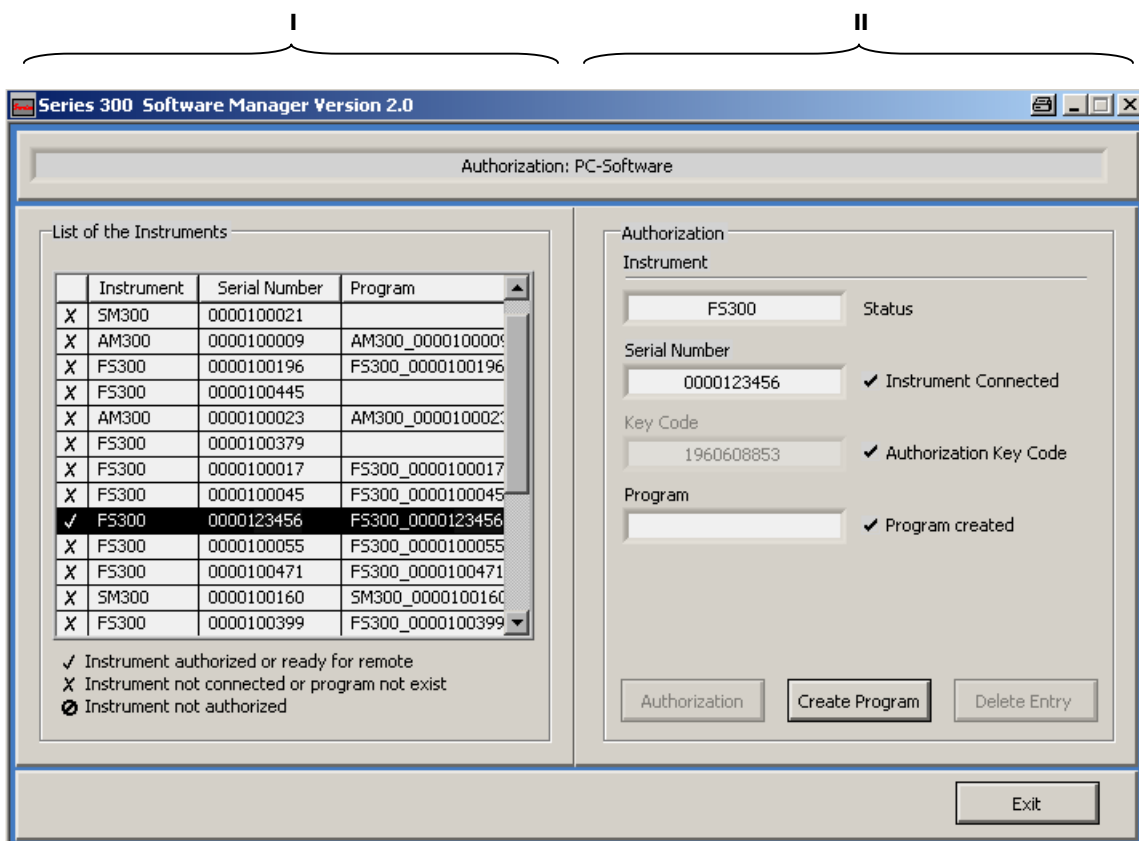 I II
Series 300 Software Manager Version 2.0
Authorization: PC-Software
List of the Instruments
Instrument Serial Number Program
X SM300 0000100021
X AM300 0000100009 AM300_0000100009
X FS300 0000100196 FS300_0000100196
X FS300 0000100445
X AM300 0000100023 AM300_0000100023
X FS300 0000100379
X FS300 0000100017 FS300_0000100017
X FS300 0000100045 FS300_0000100045
✓ FS300 0000123456 FS300_0000123456
X FS300 0000100055 FS300_0000100055
X FS300 0000100471 FS300_0000100471
X SM300 0000100160 SM300_0000100160
X FS300 0000100399 FS300_0000100399
✓ Instrument authorized or ready for remote
X Instrument not connected or program not exist
Instrument not authorized
Authorization
Instrument
FS300 Status
Serial Number
0000123456 ✓ Instrument Connected
Key Code
1960608853 ✓ Authorization Key Code
Program
✓ Program created
Authorization Create Program Delete Entry
Exit